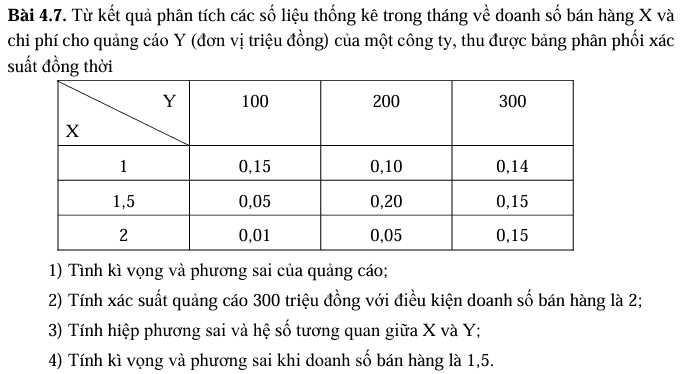 Bài 4.7. Từ kết quả phân tích các số liệu thống kê trong tháng về doanh số bán hàng X và
chi phí cho quảng cáo Y (đơn vị triệu đồng) của một công ty, thu được bảng phân phối xác
suất đồng thời
Y 100 200 300
X
1 0,15 0,10 0,14
1,5 0,05 0,20 0,15
2 0,01 0,05 0,15
1) Tình kì vọng và phương sai của quảng cáo;
2) Tính xác suất quảng cáo 300 triệu đồng với điều kiện doanh số bán hàng là 2;
3) Tính hiệp phương sai và hệ số tương quan giữa X và Y;
4) Tính kì vọng và phương sai khi doanh số bán hàng là 1,5.